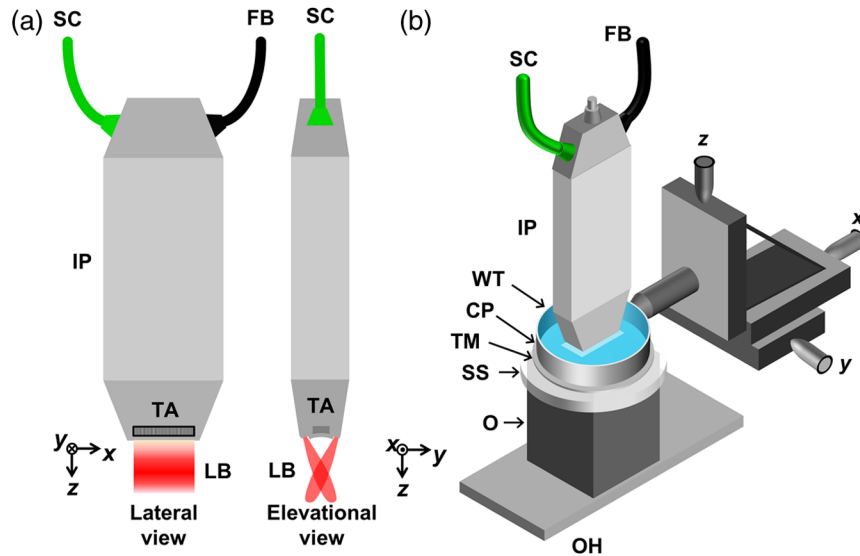 (a)
SC
FB
SC
IP
TA
TA
y
x
z
LB
LB
x
y
z
Lateral
view
Elevational
view
(b)
SC
FB
z
x
IP
WT
CP
TM
SS
y
O
OH